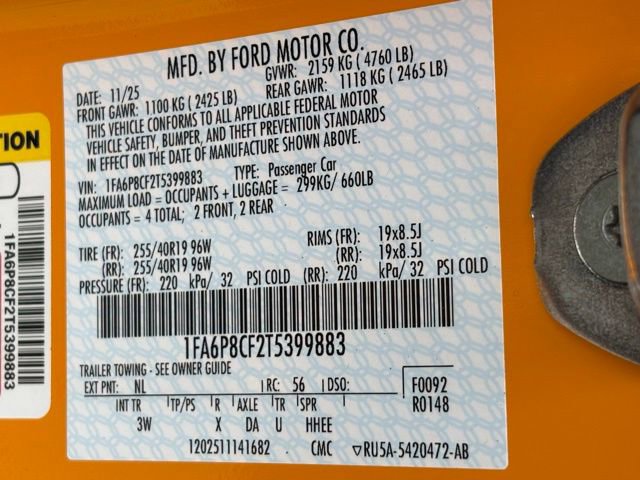 MFD. BY FORD MOTOR CO.
DATE: 11/25 GVWR: 2159 KG ( 4760 LB)
FRONT GAWR: 1100 KG ( 2425 LB) REAR GAWR: 1118 KG ( 2465 LB)
THIS VEHICLE CONFORMS TO ALL APPLICABLE FEDERAL MOTOR
VEHICLE SAFETY, BUMPER, AND THEFT PREVENTION STANDARDS
IN EFFECT ON THE DATE OF MANUFACTURE SHOWN ABOVE.
VIN: 1FA6P8CF2T5399883 TYPE: Passenger Car
MAXIMUM LOAD = OCCUPANTS + LUGGAGE = 299KG/ 660LB
OCCUPANTS = 4 TOTAL; 2 FRONT, 2 REAR
TIRE (FR): 255/40R19 96W RIMS (FR): 19x8.5J
(RR): 255/40R19 96W (RR): 19x8.5J
PRESSURE (FR): 220 kPa/ 32 PSI COLD (RR): 220 kPa/ 32 PSI COLD
1FA6P8CF2T5399883
TRAILER TOWING - SEE OWNER GUIDE
EXT PNT: NL RC: 56 DSO: F0092
INT TR TP/PS R AXLE TR SPR R0148
3W X DA U HHEE
1202511141682 CMC ▽RU5A-5420472-AB
TION
1FA6P8CF2T5399883